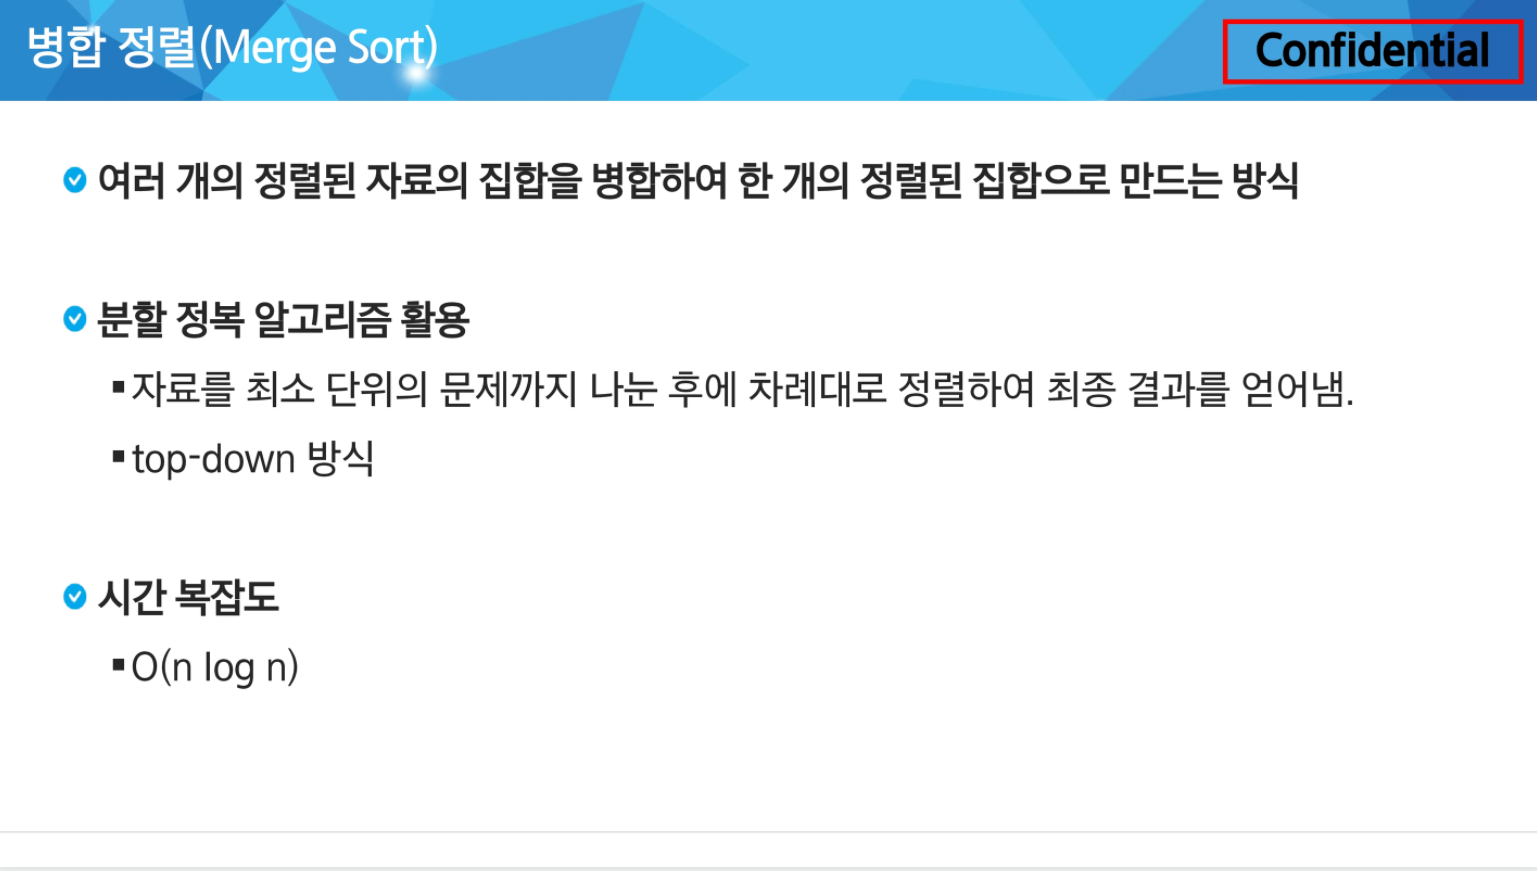 병합 정렬(Merge Sort)
Confidential
여러 개의 정렬된 자료의 집합을 병합하여 한 개의 정렬된 집합으로 만드는 방식
분할 정복 알고리즘 활용
▪자료를 최소 단위의 문제까지 나눈 후에 차례대로 정렬하여 최종 결과를 얻어냄.
▪top-down 방식
시간 복잡도
▪O(n log n)